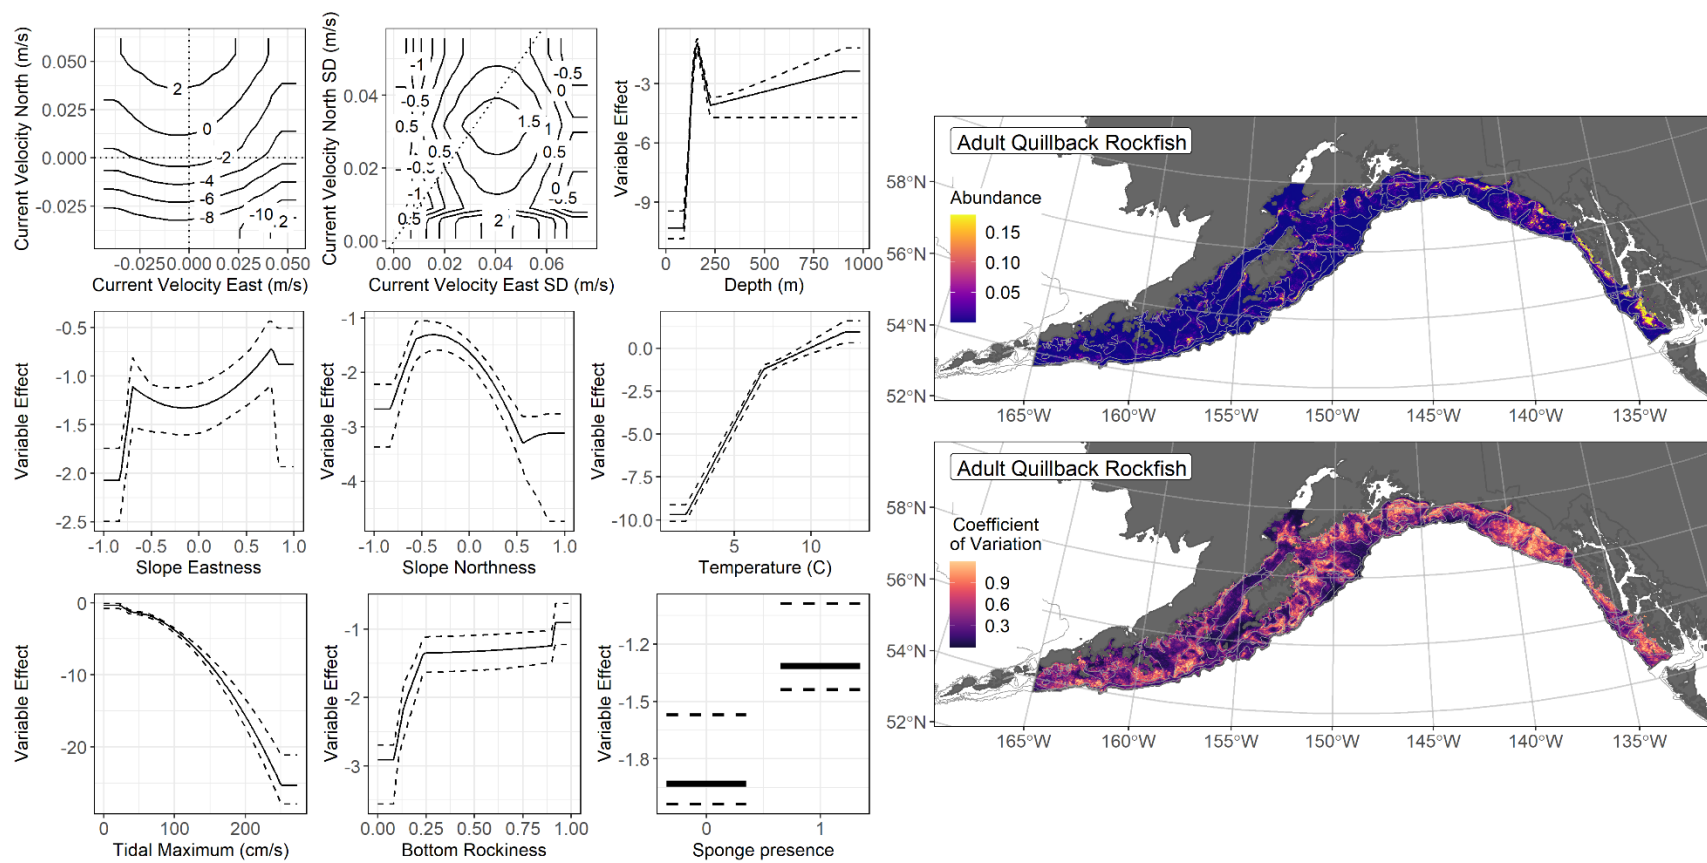 Current Velocity North (m/s)
0.050
0.025
0.000
-0.025
2
0
-2
-4
-6
-8
-10
-0.025
0.000
0.025
0.050
Current Velocity East (m/s)
Current Velocity North SD (m/s)
0.04
0.02
0.00
-1
-0.5
0.5
-1
0.5
1.5
1
0.5
0.5
-0.5
0
0.5
0
-0.5
2
0.00
0.02
0.04
0.06
Current Velocity East SD (m/s)
Variable Effect
-3
-6
-9
0
250
500
750
1000
Depth (m)
Variable Effect
-0.5
-1.0
-1.5
-2.0
-2.5
-1.0
-0.5
0.0
0.5
1.0
Slope Eastness
Variable Effect
-1
-2
-3
-4
-1.0
-0.5
0.0
0.5
1.0
Slope Northness
Variable Effect
0.0
-2.5
-5.0
-7.5
-10.0
5
10
Temperature (C)
Variable Effect
0
-10
-20
0
100
200
Tidal Maximum (cm/s)
Variable Effect
-1
-2
-3
0.00
0.25
0.50
0.75
1.00
Bottom Rockiness
Variable Effect
-1.2
-1.5
-1.8
0
1
Sponge presence
Adult Quillback Rockfish
Abundance
0.15
0.10
0.05
58°N
56°N
54°N
52°N
165°W
160°W
155°W
150°W
145°W
140°W
135°W
Adult Quillback Rockfish
Coefficient
of Variation
0.9
0.6
0.3
58°N
56°N
54°N
52°N
165°W
160°W
155°W
150°W
145°W
140°W
135°W